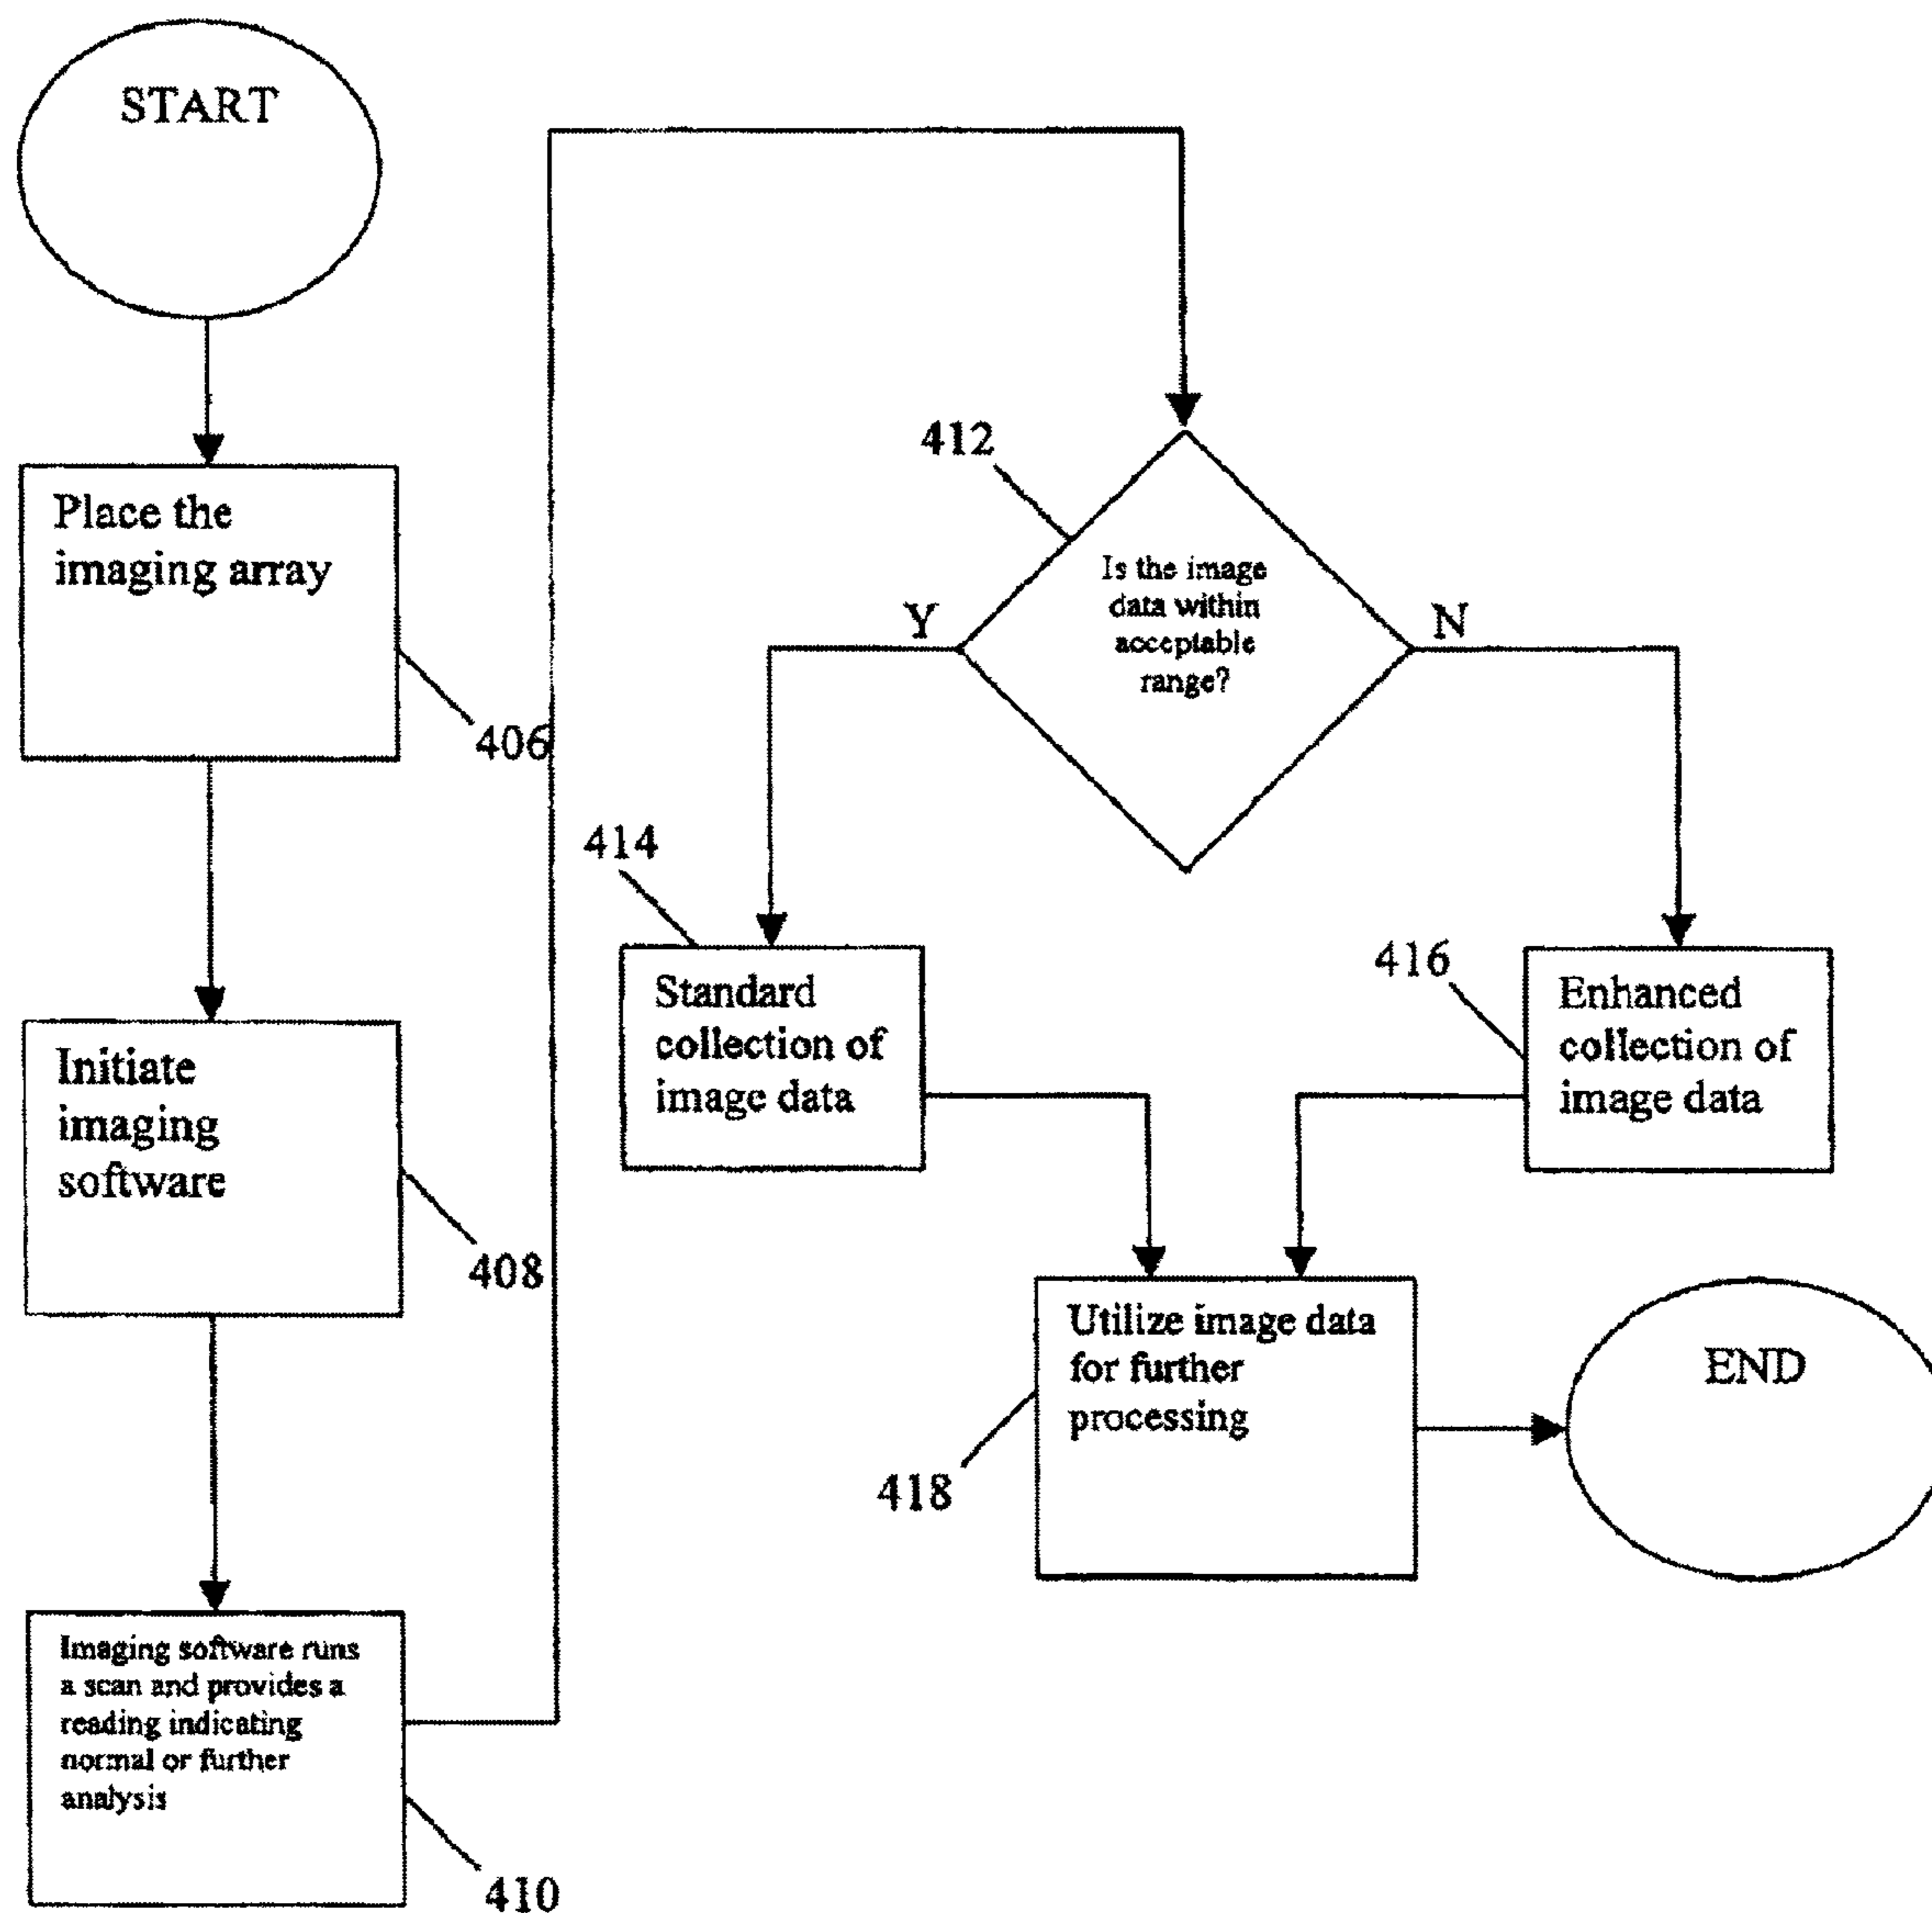 START
Place the
imaging array
406
Initiate
imaging
software
408
Imaging software runs
a scan and provides a
reading indicating
normal or further
analysis
410
412
Is the image
data within
acceptable
range?
Y
N
414
Standard
collection of
image data
416
Enhanced
collection of
image data
Utilize image data
for further
processing
418
END